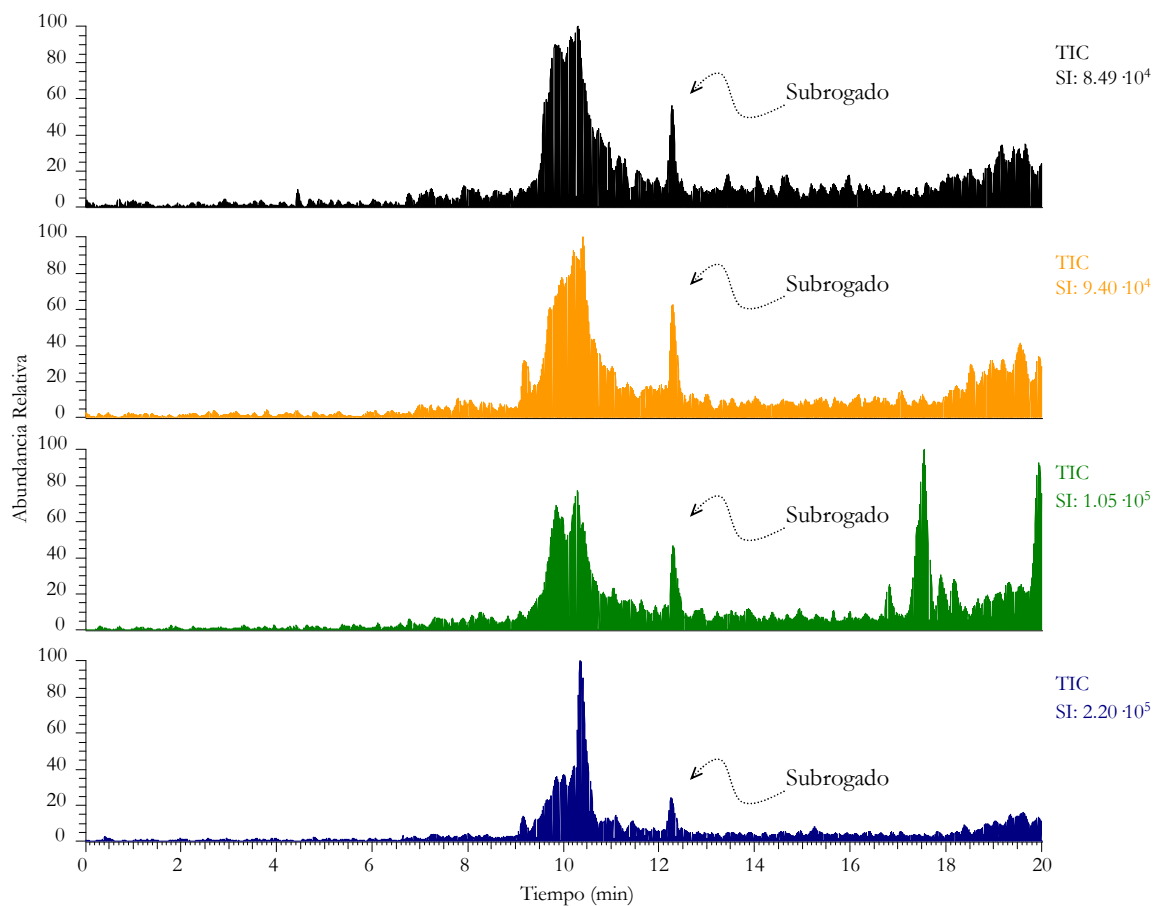 Abundancia Relativa
100
80
60
40
20
0
Subrogado
TIC
SI: 8.49·10⁴
100
80
60
40
20
0
Subrogado
TIC
SI: 9.40·10⁴
100
80
60
40
20
0
Subrogado
TIC
SI: 1.05·10⁵
100
80
60
40
20
0
Subrogado
TIC
SI: 2.20·10⁵
0 2 4 6 8 10 12 14 16 18 20
Tiempo (min)